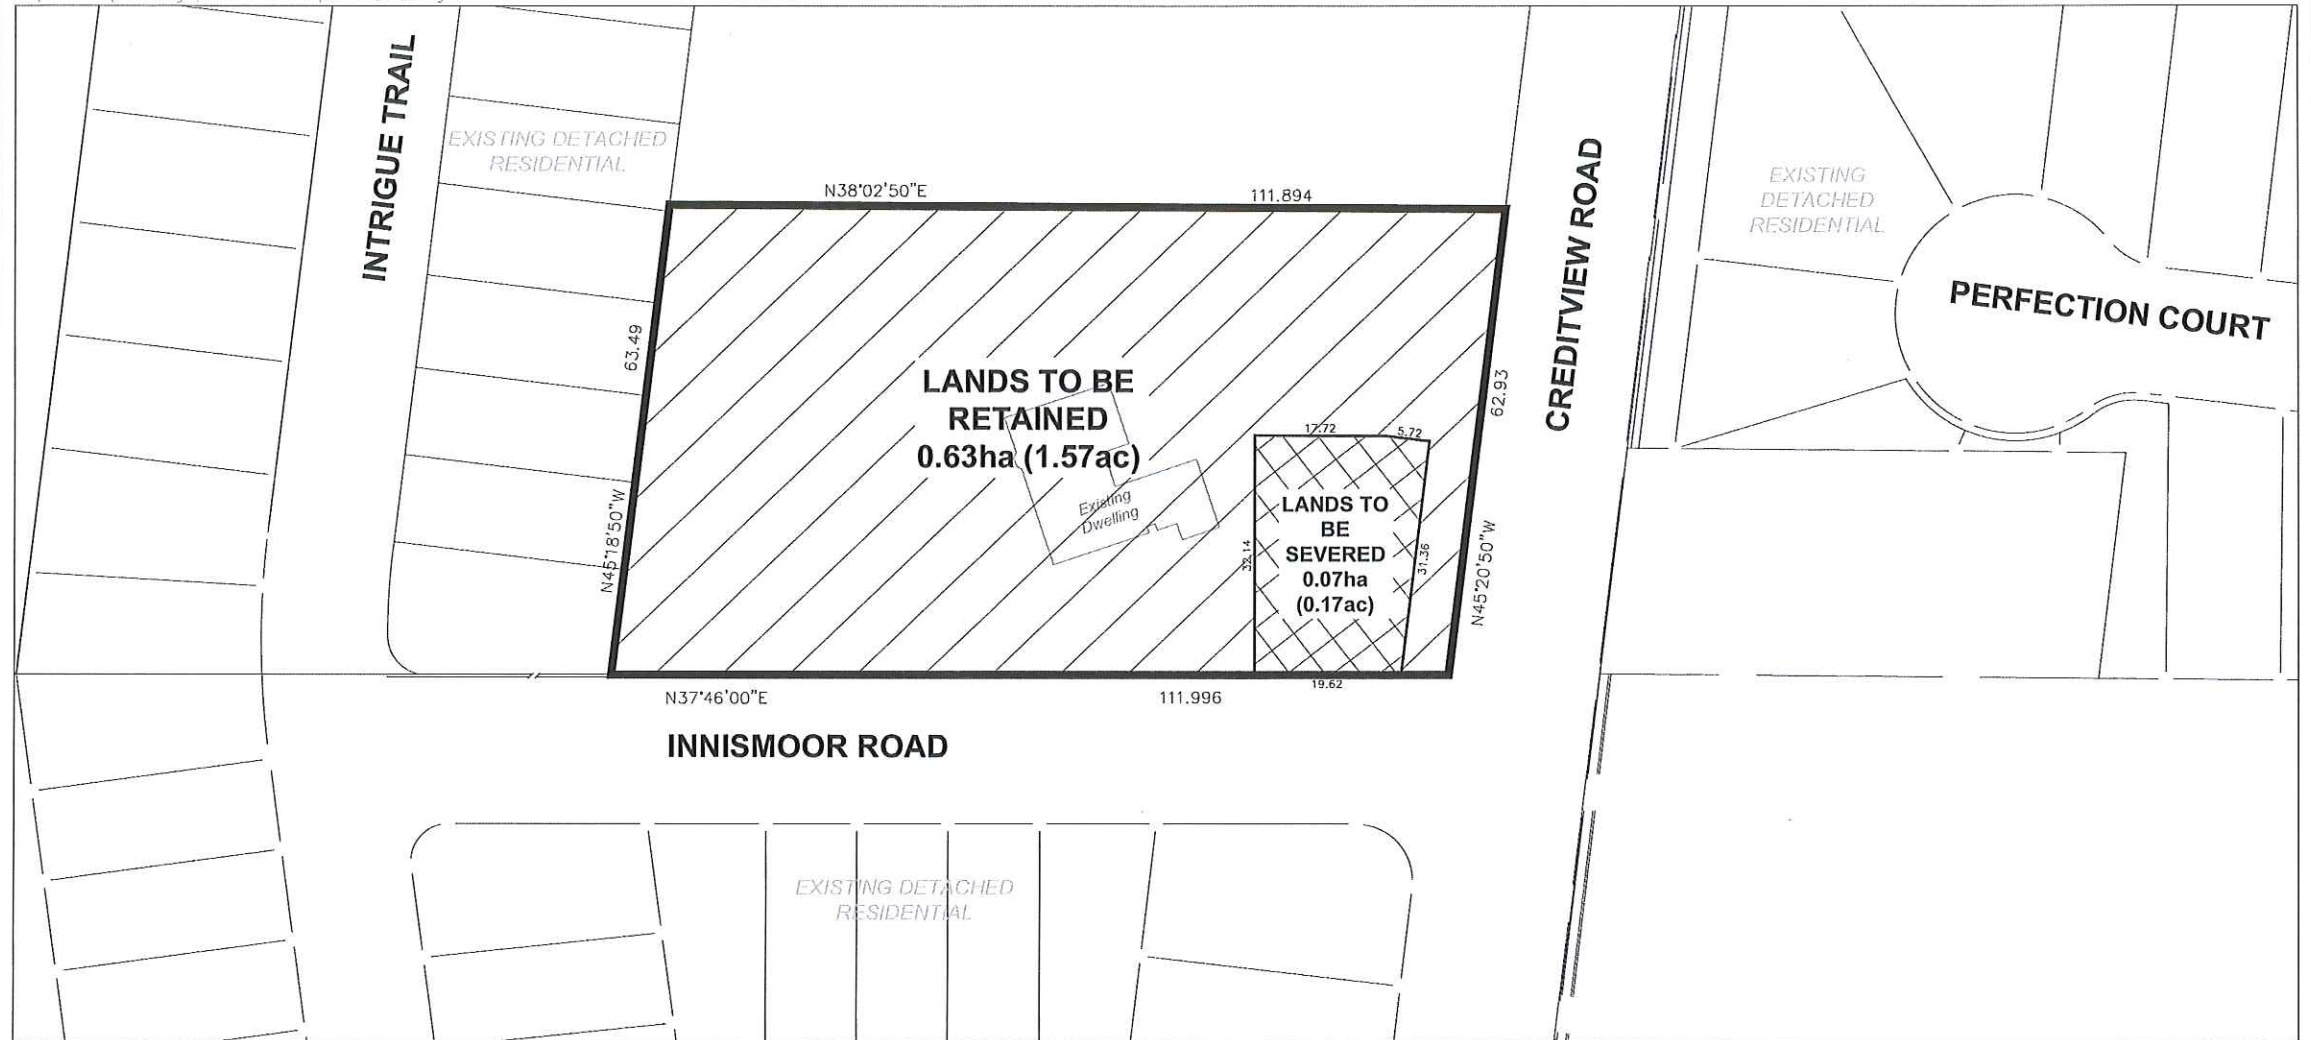 INTRIGUE TRAIL
EXISTING DETACHED
RESIDENTIAL
N38°02'50"E
111.894
CREDITVIEW ROAD
EXISTING
DETACHED
RESIDENTIAL
PERFECTION COURT
63.49
62.93
LANDS TO BE
RETAINED
0.63ha (1.57ac)
17.72
5.72
Existing
Dwelling
LANDS TO
BE
SEVERED
0.07ha
(0.17ac)
32.14
31.36
N45°18'50"W
N45°20'50"W
19.62
N37°46'00"E
111.996
INNISMOOR ROAD
EXISTING DETACHED
RESIDENTIAL